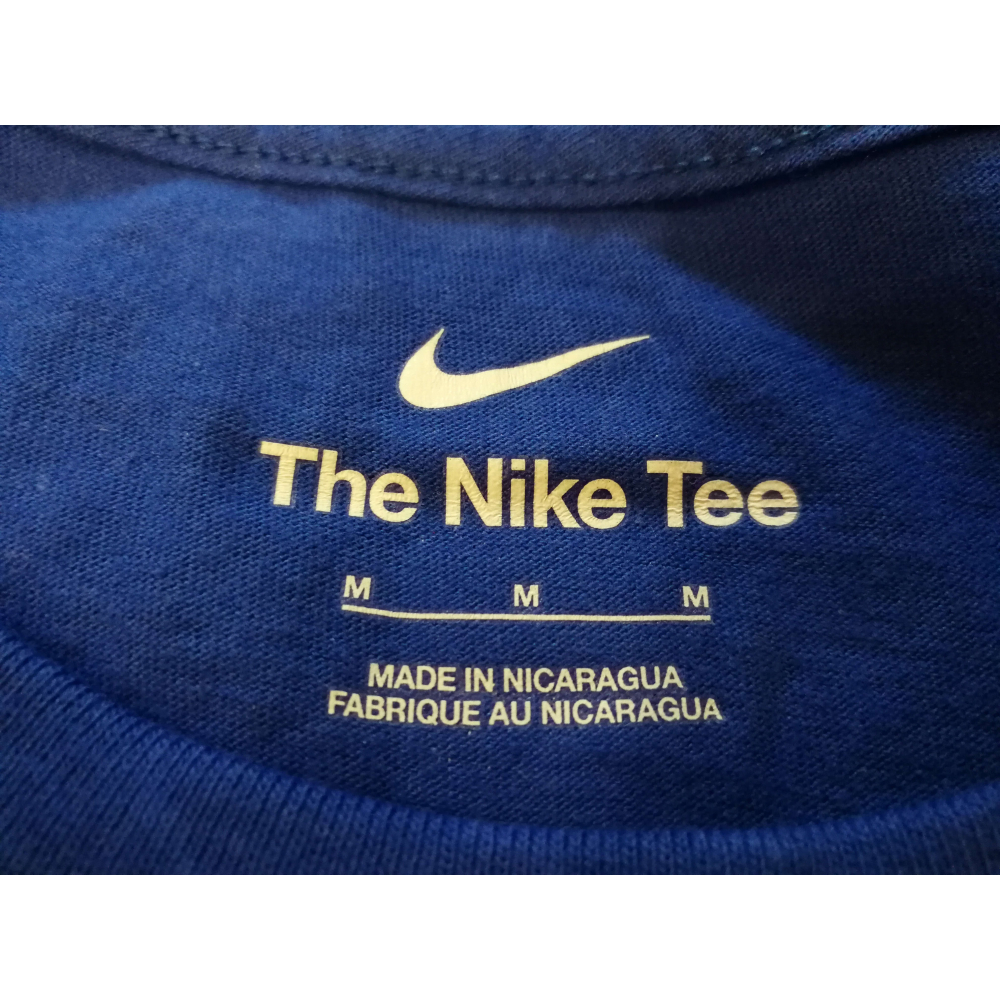 The Nike Tee
M M M
MADE IN NICARAGUA
FABRIQUE AU NICARAGUA